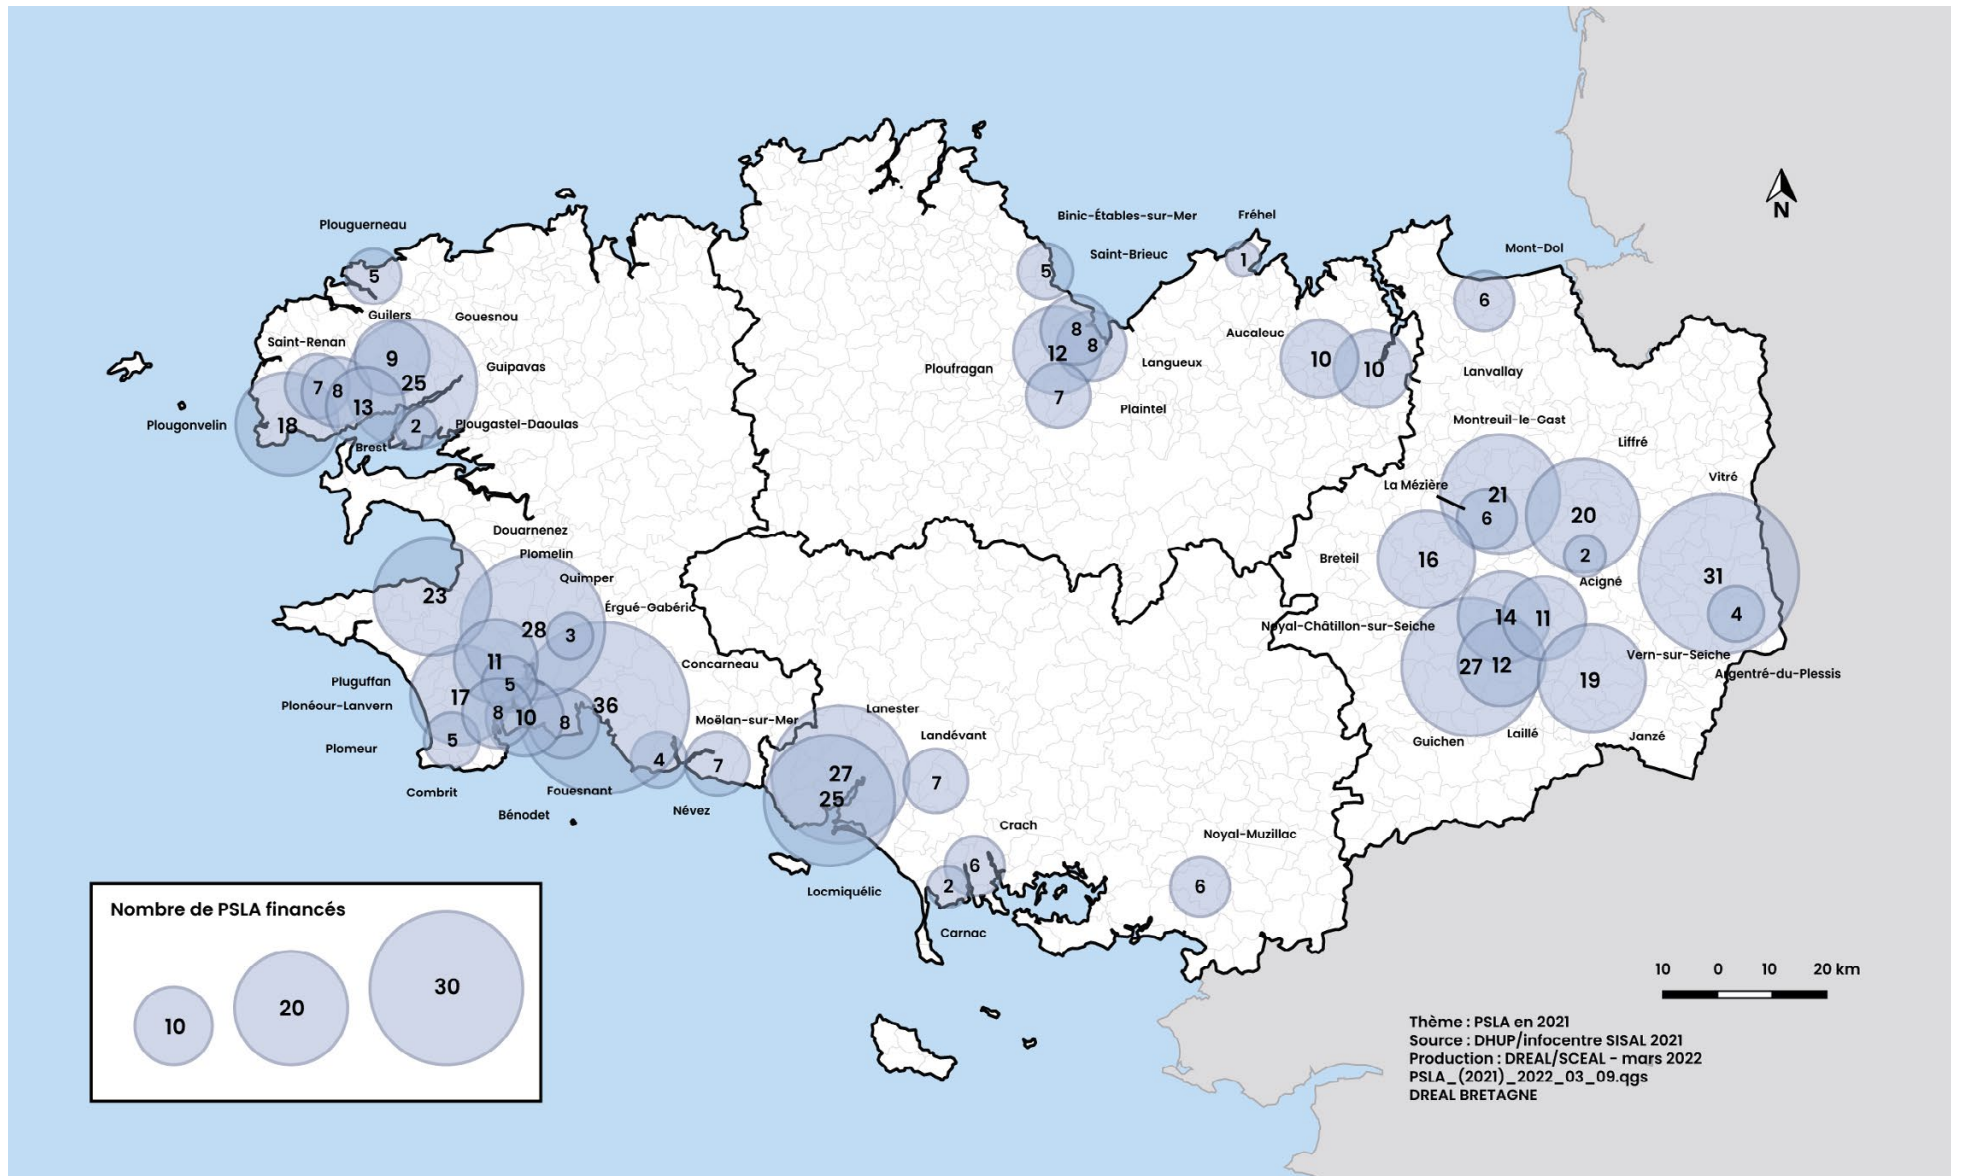 Plouguerneau
5
Guilers
Gouesnou
Saint-Renan
9
Guipavas
25
7
8
13
18
2
Plougonvelin
Plougastel-Daoulas
Brest
Binic-Étables-sur-Mer
Fréhel
Saint-Brieuc
5
1
8
8
12
Ploufragan
Langueux
7
Plaintel
Aucaleuc
10
10
Lanvallay
Mont-Dol
6
N
Montreuil-le-Gast
Liffré
Vitré
La Mézière
21
6
20
2
Acigné
Breteil
16
31
4
14
11
Noyal-Châtillon-sur-Seiche
Vern-sur-Seiche
Argentré-du-Plessis
27
12
19
Guichen
Laillé
Janzé
Douarnenez
Plomelin
Quimper
Érgué-Gabéric
23
28
3
11
Concarneau
Pluguffan
5
17
Plonéour-Lanvern
8
10
8
36
Moëlan-sur-Mer
Plomeur
5
4
7
Combrit
Bénodet
Fouesnant
Névez
Lanester
Landévant
27
25
7
Crach
6
2
Locmiquélic
Carnac
Noyal-Muzillac
6
Nombre de PSLA financés
10
20
30
10 0 10 20 km
Thème : PSLA en 2021
Source : DHUP/infocentre SISAL 2021
Production : DREAL/SCEAL - mars 2022
PSLA_(2021)_2022_03_09.qgs
DREAL BRETAGNE